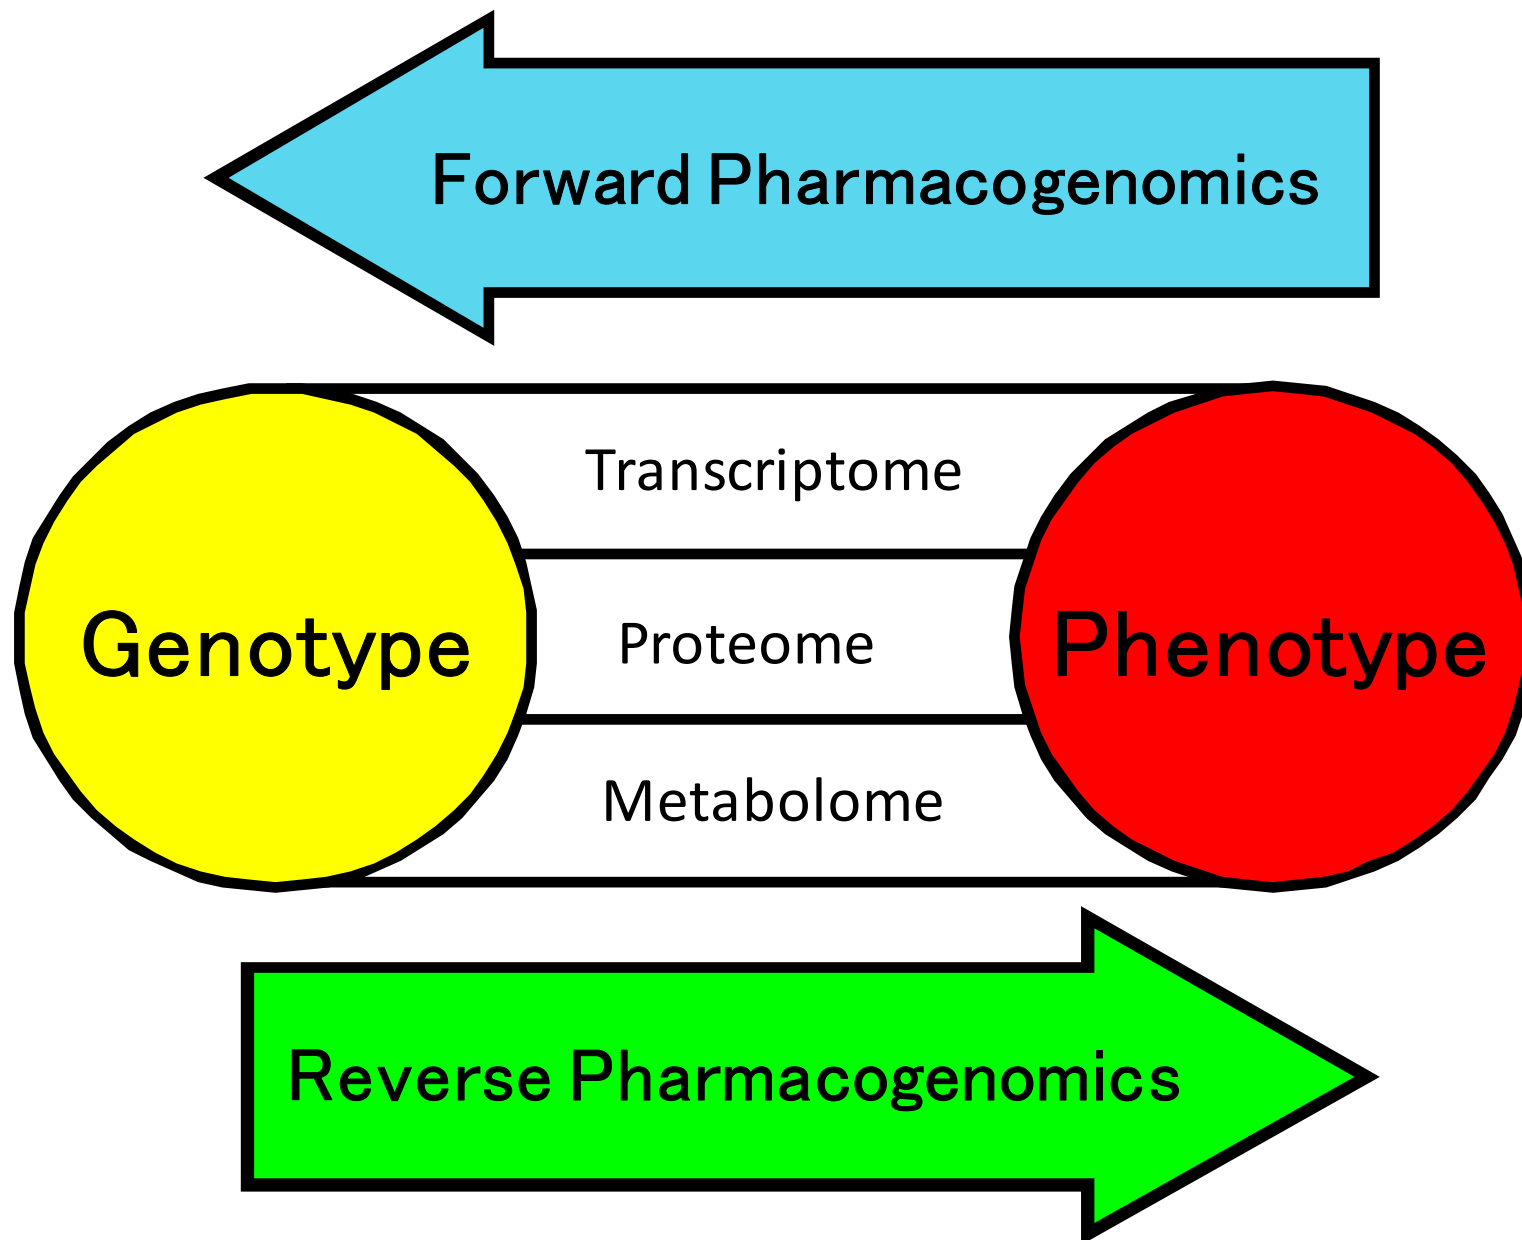 Forward Pharmacogenomics
Transcriptome
Genotype
Proteome
Phenotype
Metabolome
Reverse Pharmacogenomics